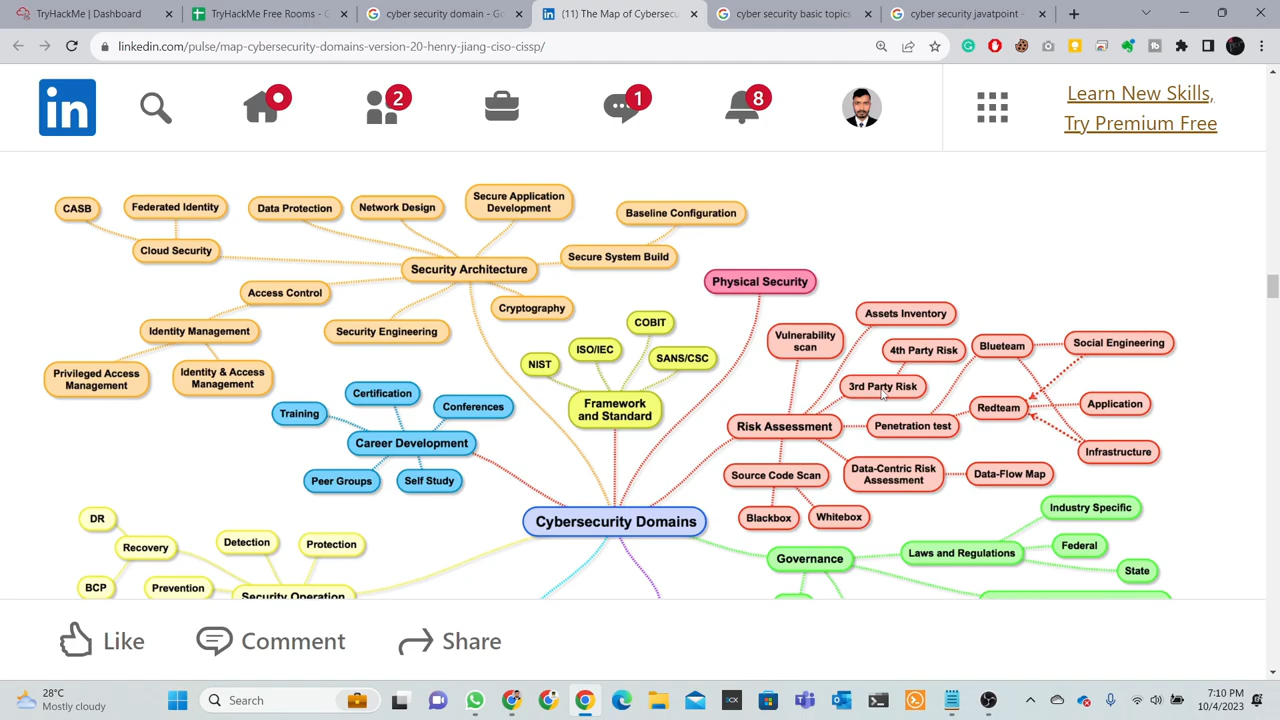 TryHackMe
TryHackMe - G
cyber security domain - Go
(11) The Map of Cybersecu
cyber security basic topics
cyber security javatpoint -
linkedin.com/pulse/map-cybersecurity-domains-version-20-henry-jiang-ciso-cissp/
in
2
1
8
Learn New Skills,
Try Premium Free
CASB
Federated Identity
Data Protection
Network Design
Secure Application
Development
Baseline Configuration
Cloud Security
Secure System Build
Security Architecture
Physical Security
Access Control
Cryptography
Identity Management
Security Engineering
Privileged Access
Management
Identity & Access
Management
COBIT
ISO/IEC
SANS/CSC
NIST
Framework
and Standard
Assets Inventory
Vulnerability
scan
4th Party Risk
Blueteam
Social Engineering
3rd Party Risk
Redteam
Application
Risk Assessment
Penetration test
Infrastructure
Source Code Scan
Data-Centric Risk
Assessment
Data-Flow Map
Blackbox
Whitebox
Certification
Training
Conferences
Career Development
Peer Groups
Self Study
Cybersecurity Domains
Industry Specific
Governance
Laws and Regulations
Federal
State
DR
Recovery
Detection
Protection
BCP
Prevention
Security Operation
Like
Comment
Share
28°C
Mostly cloudy
Search
7:10 PM
10/4/2023